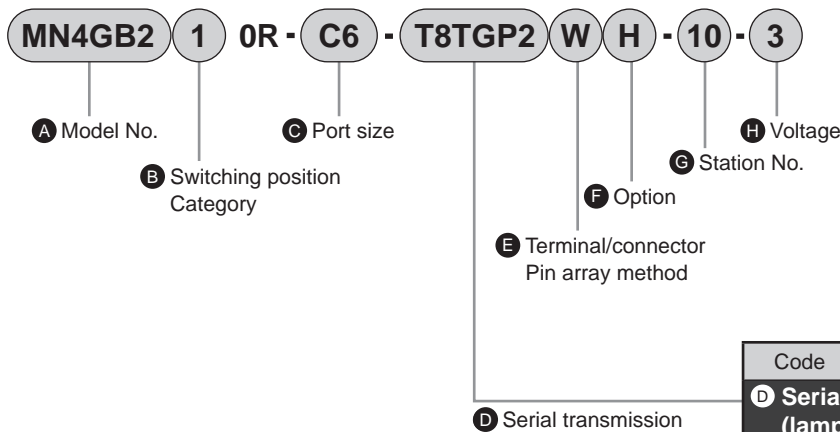 MN4GB2 1 0R - C6 - T8TGP2 W H - 10 - 3
A Model No.
C Port size
H Voltage
G Station No.
B Switching position
Category
F Option
E Terminal/connector
Pin array method
Code
D Serial
(lamp
D Serial transmission